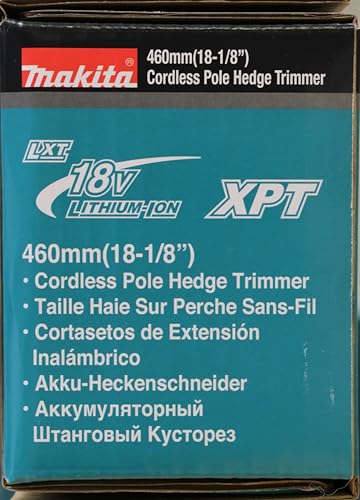 makita®
460mm(18-1/8”)
Cordless Pole Hedge Trimmer
LXT
18V
LITHIUM-ION
XPT
460mm(18-1/8”)
· Cordless Pole Hedge Trimmer
· Taille Haie Sur Perche Sans-Fil
· Cortasetos de Extensión
Inalámbrico
· Akku-Heckenschneider
· Аккумуляторный
Штанговый Кусторез